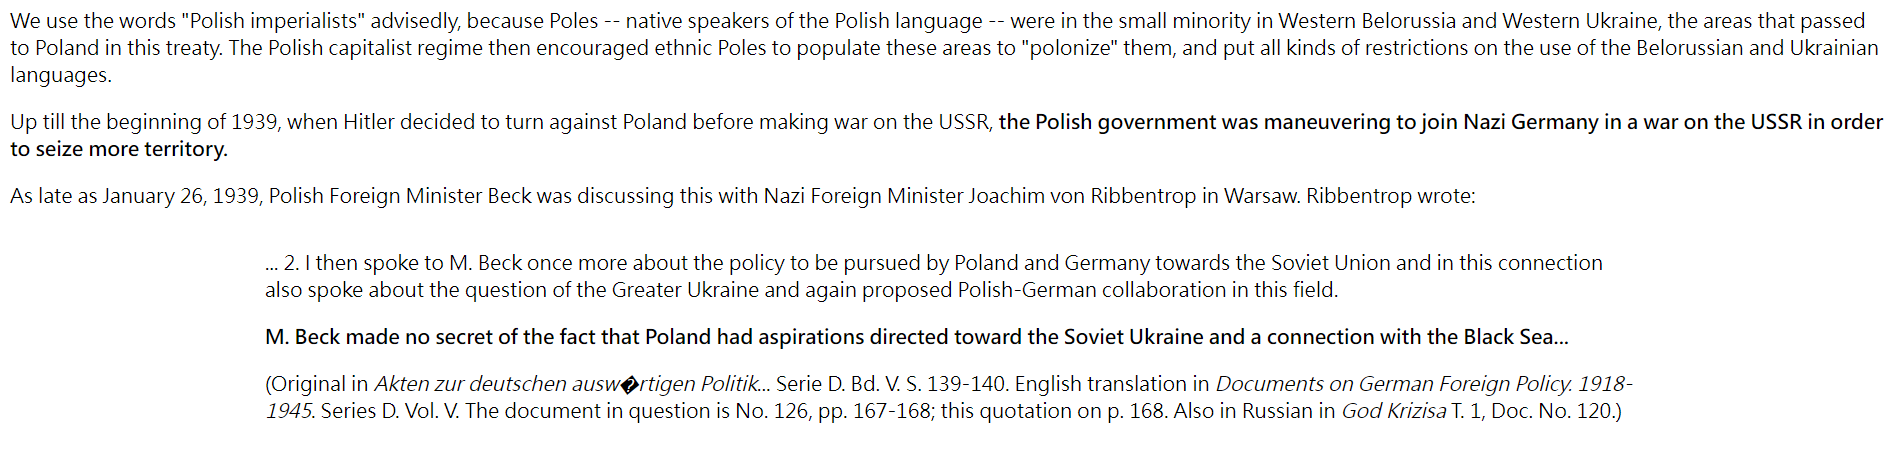 We use the words "Polish imperialists" advisedly, because Poles -- native speakers of the Polish language -- were in the small minority in Western Belorussia and Western Ukraine, the areas that passed
to Poland in this treaty. The Polish capitalist regime then encouraged ethnic Poles to populate these areas to "polonize" them, and put all kinds of restrictions on the use of the Belorussian and Ukrainian
languages.
Up till the beginning of 1939, when Hitler decided to turn against Poland before making war on the USSR, the Polish government was maneuvering to join Nazi Germany in a war on the USSR in order
to seize more territory.
As late as January 26, 1939, Polish Foreign Minister Beck was discussing this with Nazi Foreign Minister Joachim von Ribbentrop in Warsaw. Ribbentrop wrote:
... 2. I then spoke to M. Beck once more about the policy to be pursued by Poland and Germany towards the Soviet Union and in this connection
also spoke about the question of the Greater Ukraine and again proposed Polish-German collaboration in this field.
M. Beck made no secret of the fact that Poland had aspirations directed toward the Soviet Ukraine and a connection with the Black Sea...
(Original in Akten zur deutschen ausw�rtigen Politik... Serie D. Bd. V. S. 139-140. English translation in Documents on German Foreign Policy. 1918-
1945. Series D. Vol. V. The document in question is No. 126, pp. 167-168; this quotation on p. 168. Also in Russian in God Krizisa T. 1, Doc. No. 120.)